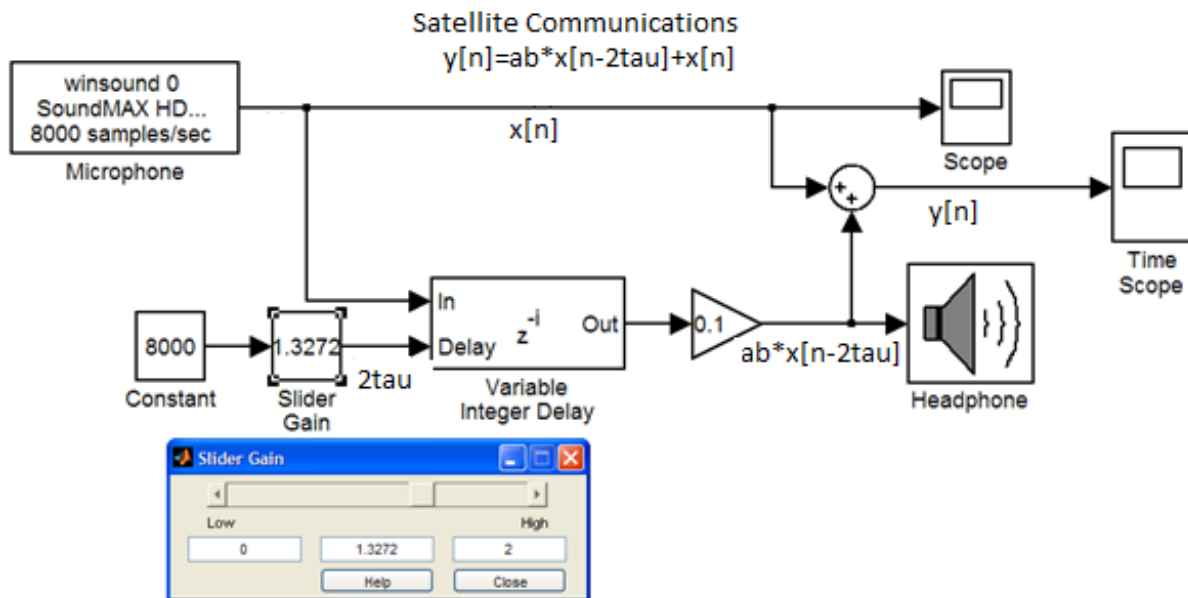 Satellite Communications
y[n]=ab*x[n-2tau]+x[n]
winsound 0
SoundMAX HD...
8000 samples/sec
Microphone
x[n]
Scope
+
+
y[n]
Time
Scope
In
Delay
z^-i
Out
0.1
8000
1.3272
2tau
ab*x[n-2tau]
Constant
Slider
Gain
Variable
Integer Delay
Headphone
Slider Gain
Low
High
0
1.3272
2
Help
Close